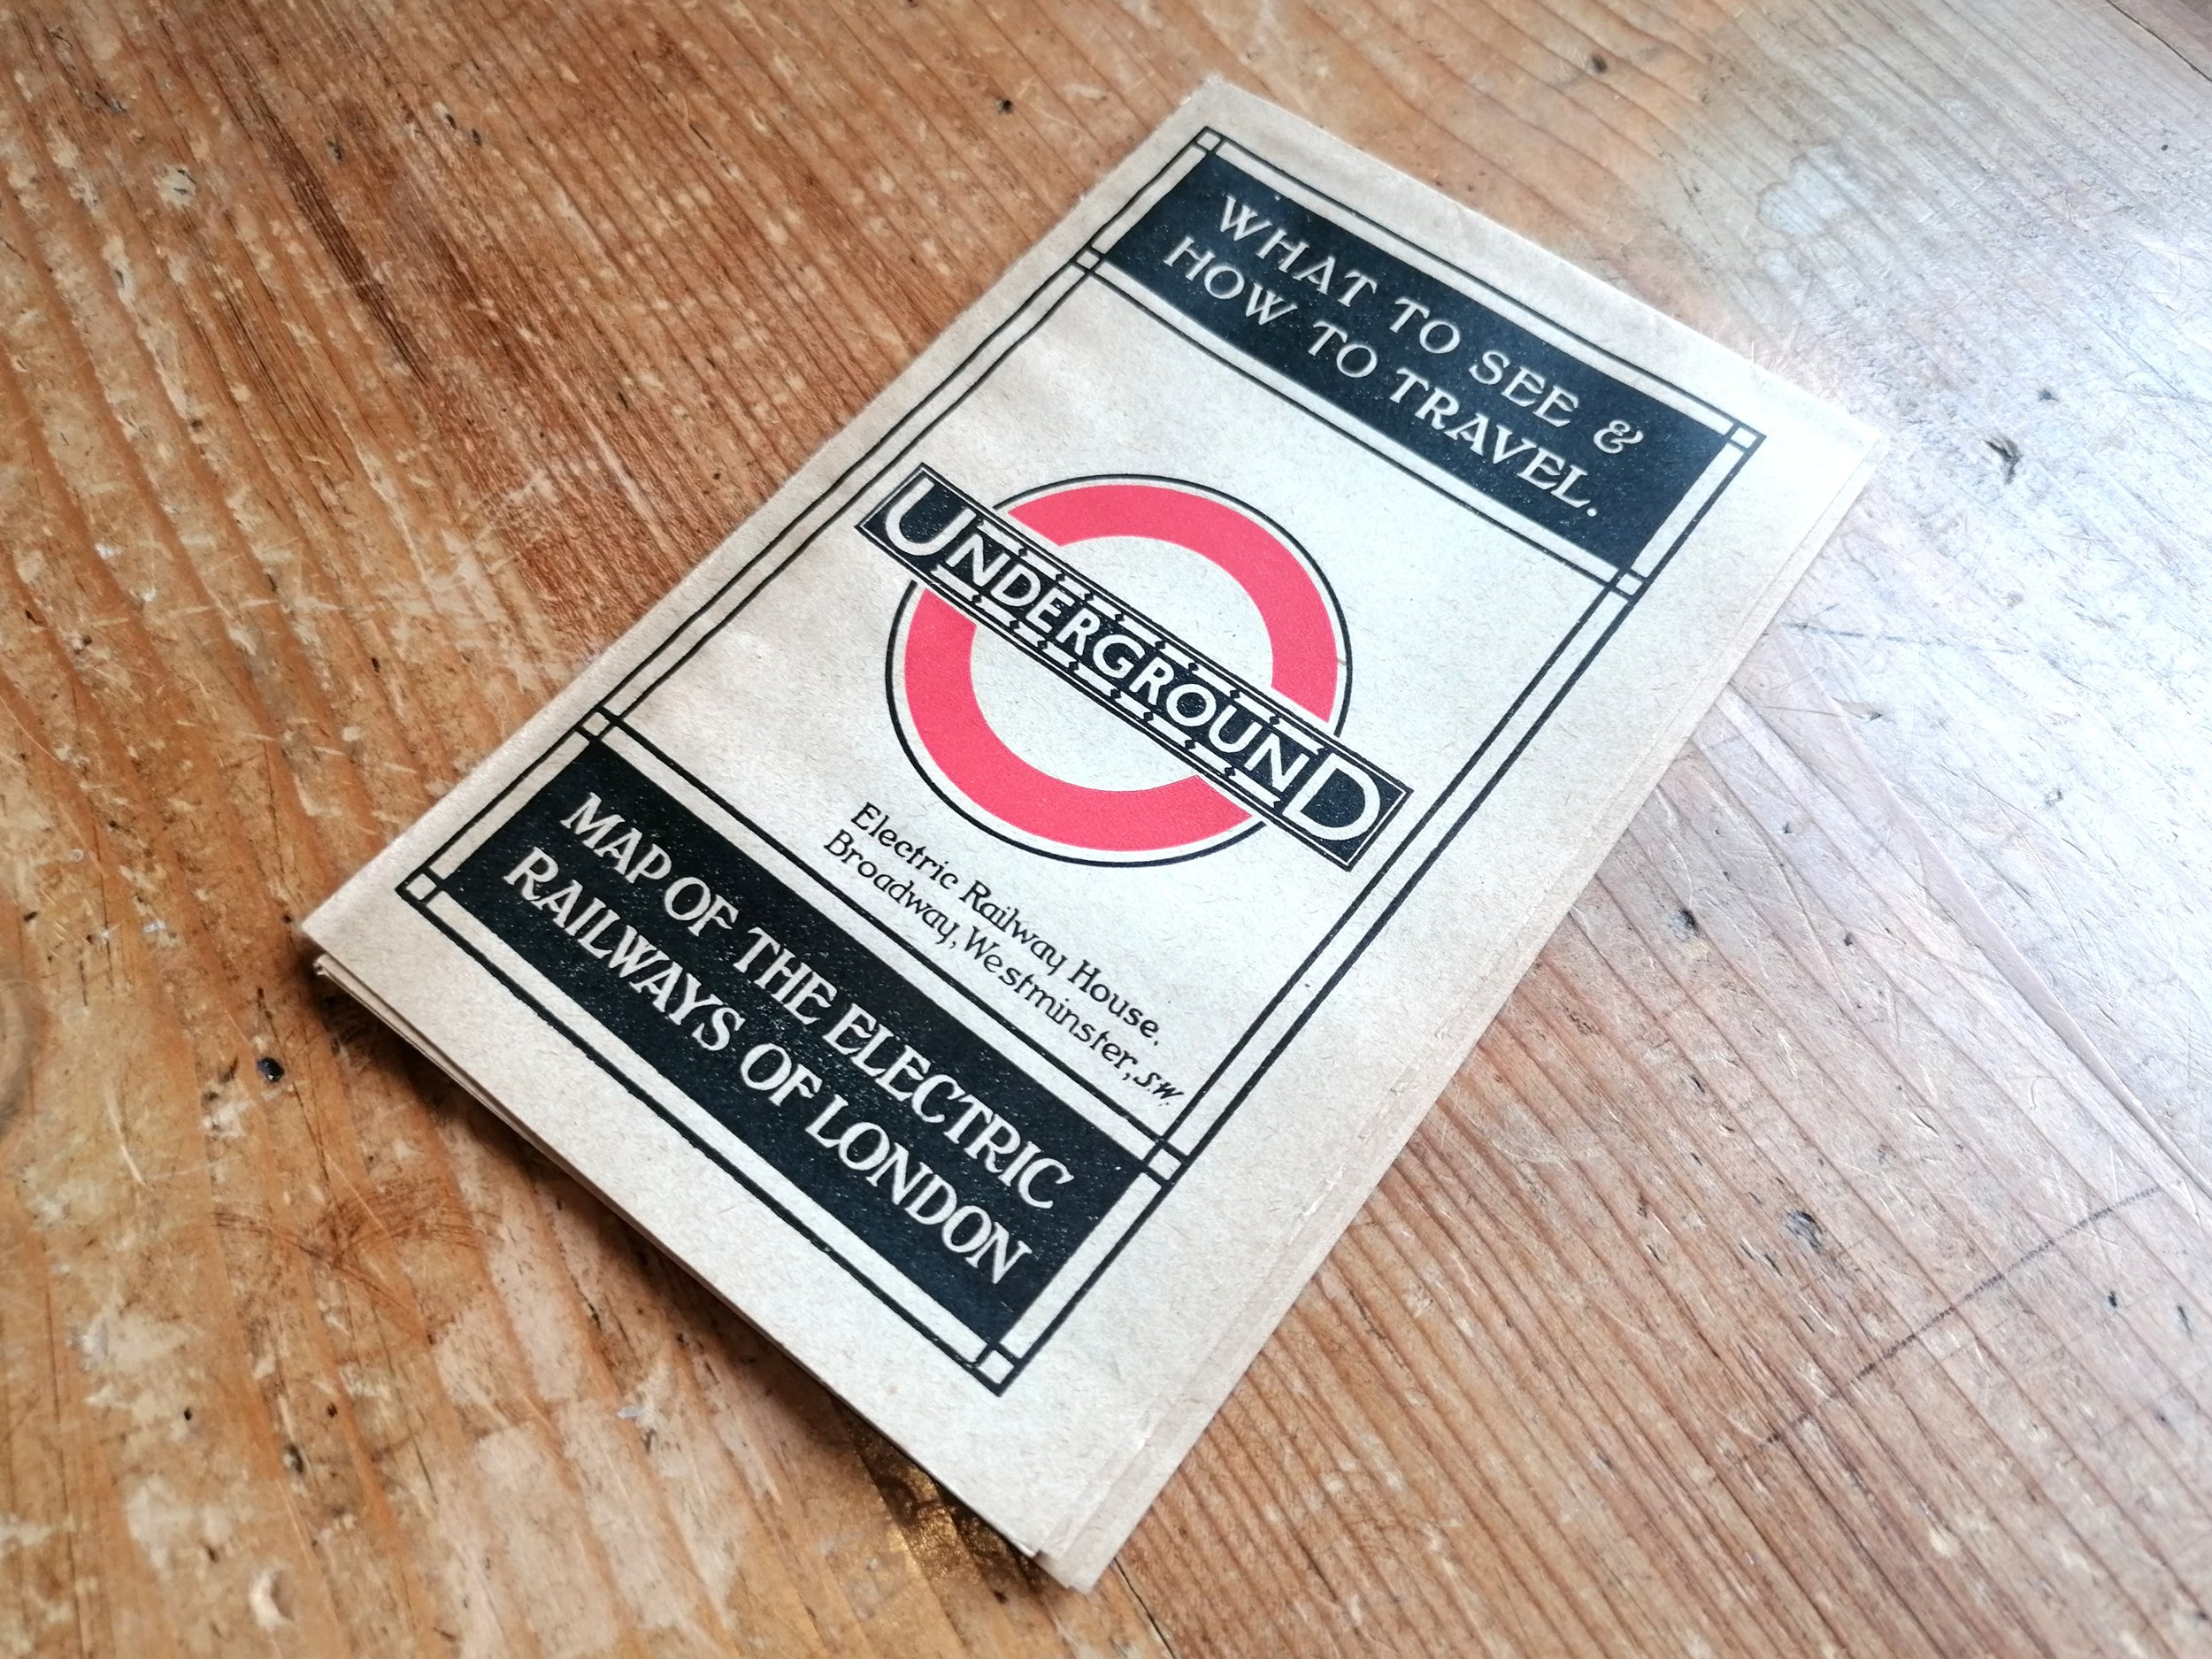 WHAT TO SEE &
HOW TO TRAVEL.
UNDERGROUND
Electric Railway House.
Broadway, Westminster, S.W.
MAP OF THE ELECTRIC
RAILWAYS OF LONDON